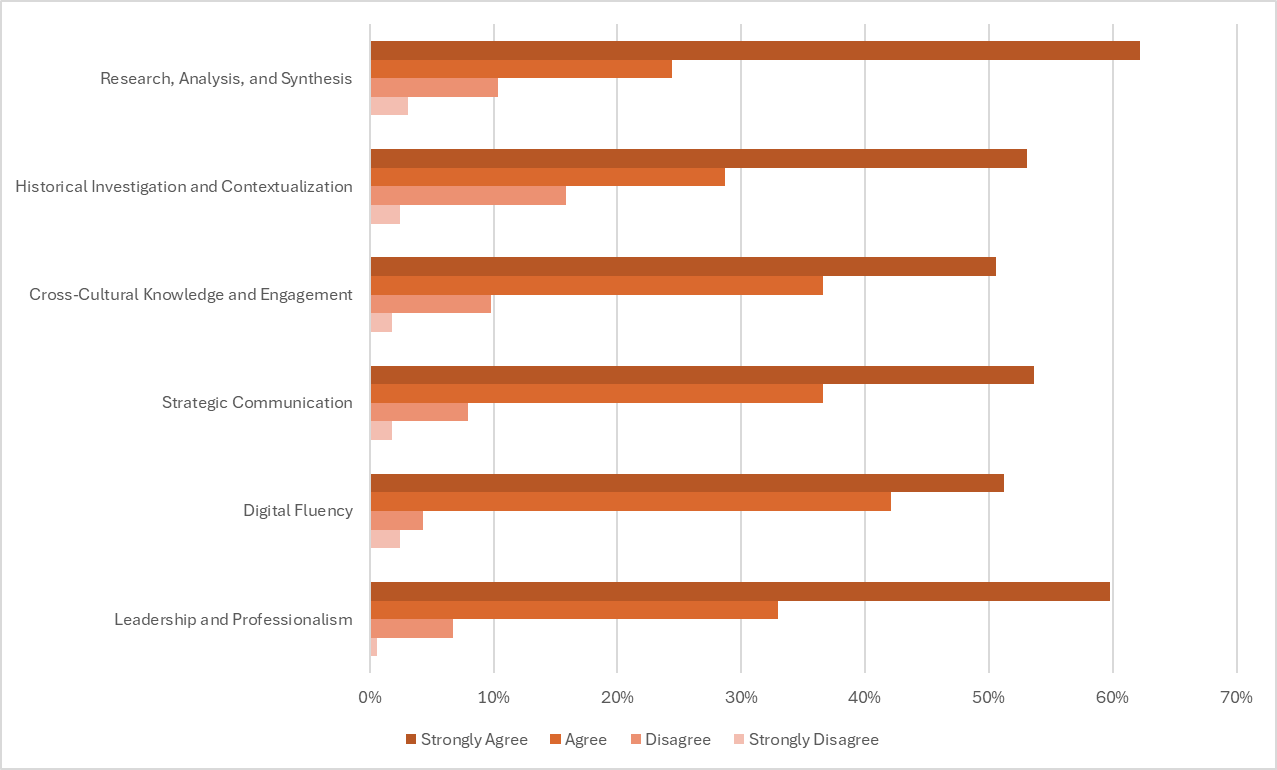 Research, Analysis, and Synthesis
Historical Investigation and Contextualization
Cross-Cultural Knowledge and Engagement
Strategic Communication
Digital Fluency
Leadership and Professionalism
0% 10% 20% 30% 40% 50% 60% 70%
Strongly Agree Agree Disagree Strongly Disagree